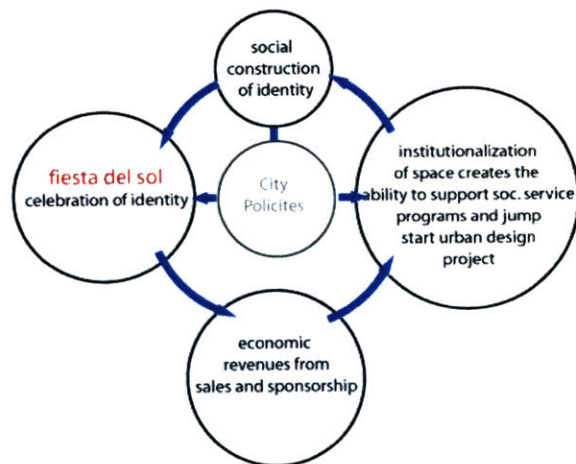 social
construction
of identity
fiesta del sol
celebration of identity
City
Policites
institutionalization
of space creates the
ability to support soc. service
programs and jump
start urban design
project
economic
revenues from
sales and sponsorship